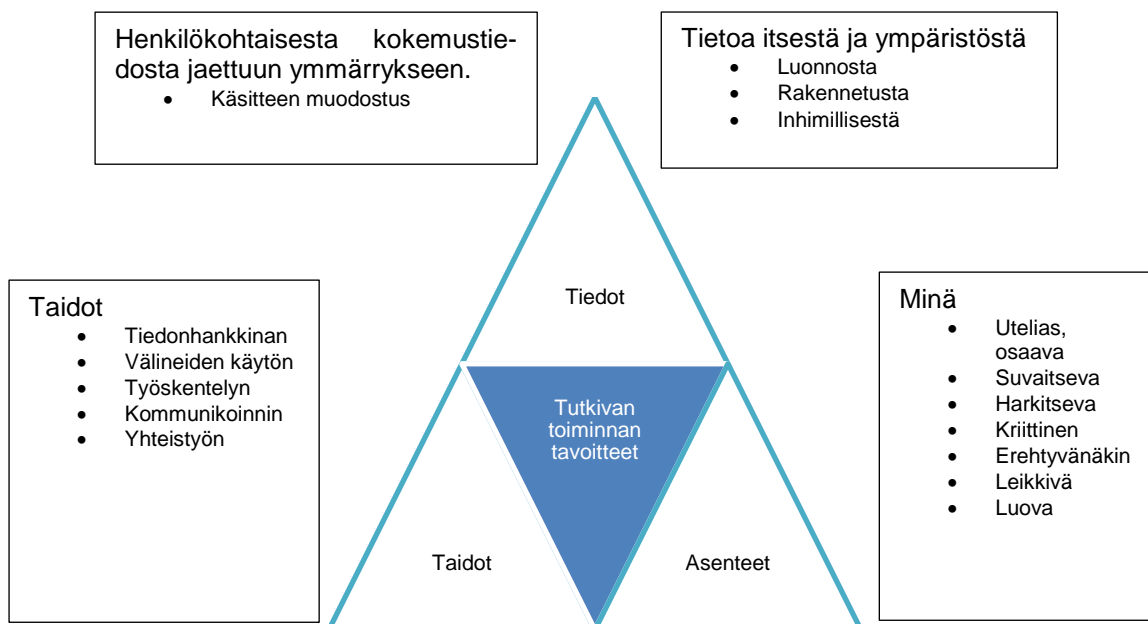 Henkilökohtaisesta kokemustie-
dosta jaettuun ymmärrykseen.
• Käsitteen muodostus
Tietoa itsestä ja ympäristöstä
• Luonnosta
• Rakennetusta
• Inhimillisestä
Taidot
• Tiedonhankkinan
• Välineiden käytön
• Työskentelyn
• Kommunikoinnin
• Yhteistyön
Tiedot
Tutkivan
toiminnan
tavoitteet
Taidot
Asenteet
Minä
• Utelias,
osaava
• Suvaitseva
• Harkitseva
• Kriittinen
• Erehtyvänäkin
• Leikkivä
• Luova